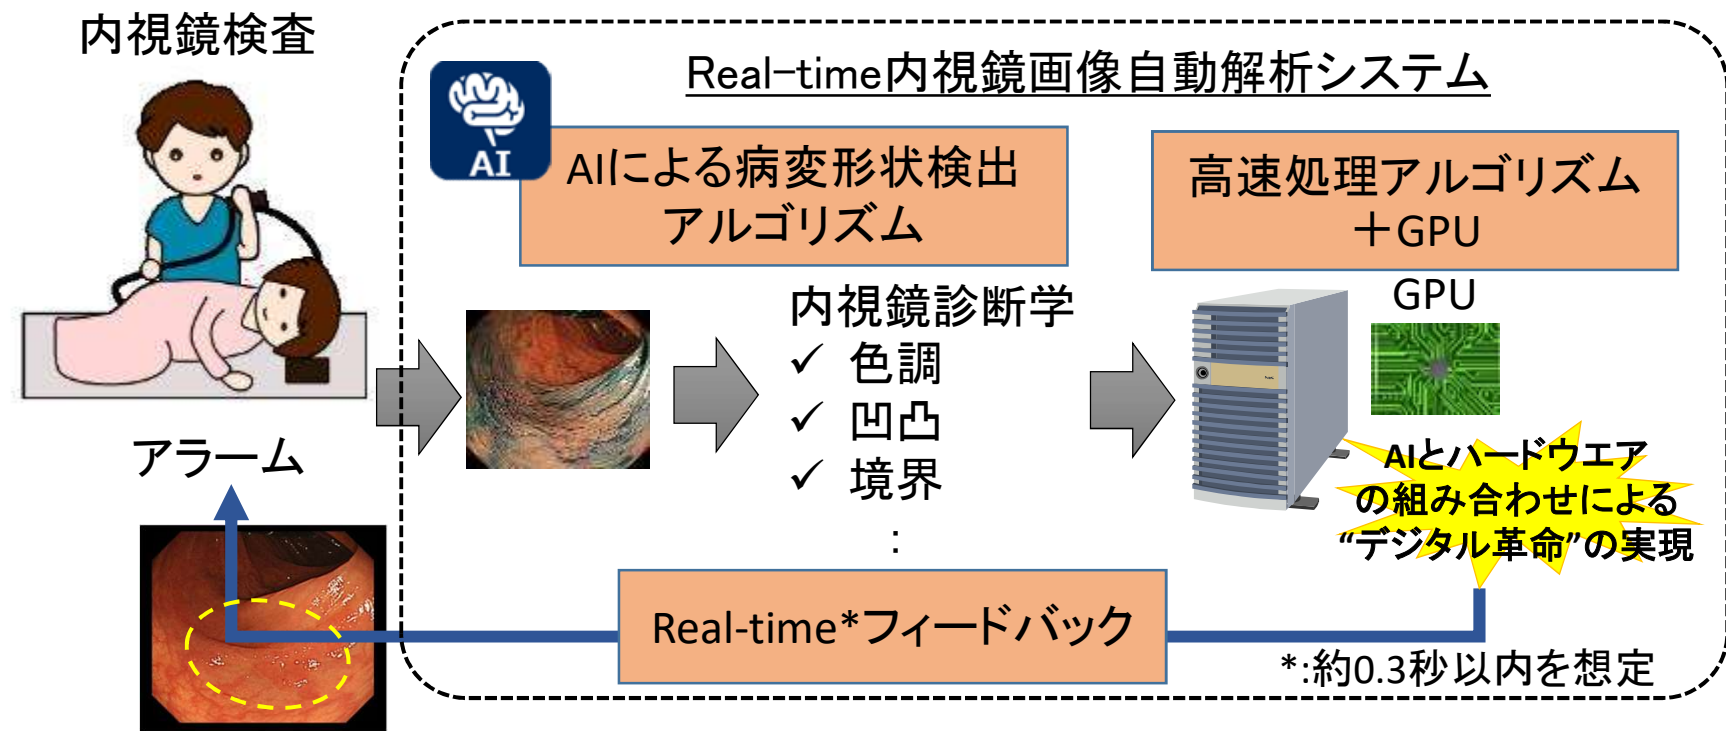 内視鏡検査
Real-time内視鏡画像自動解析システム
AI
AIによる病変形状検出
アルゴリズム
高速処理アルゴリズム
＋GPU
GPU
内視鏡診断学
✓ 色調
✓ 凹凸
✓ 境界
:
AIとハードウエア
の組み合わせによる
“デジタル革命”の実現
アラーム
Real-time*フィードバック
*:約0.3秒以内を想定